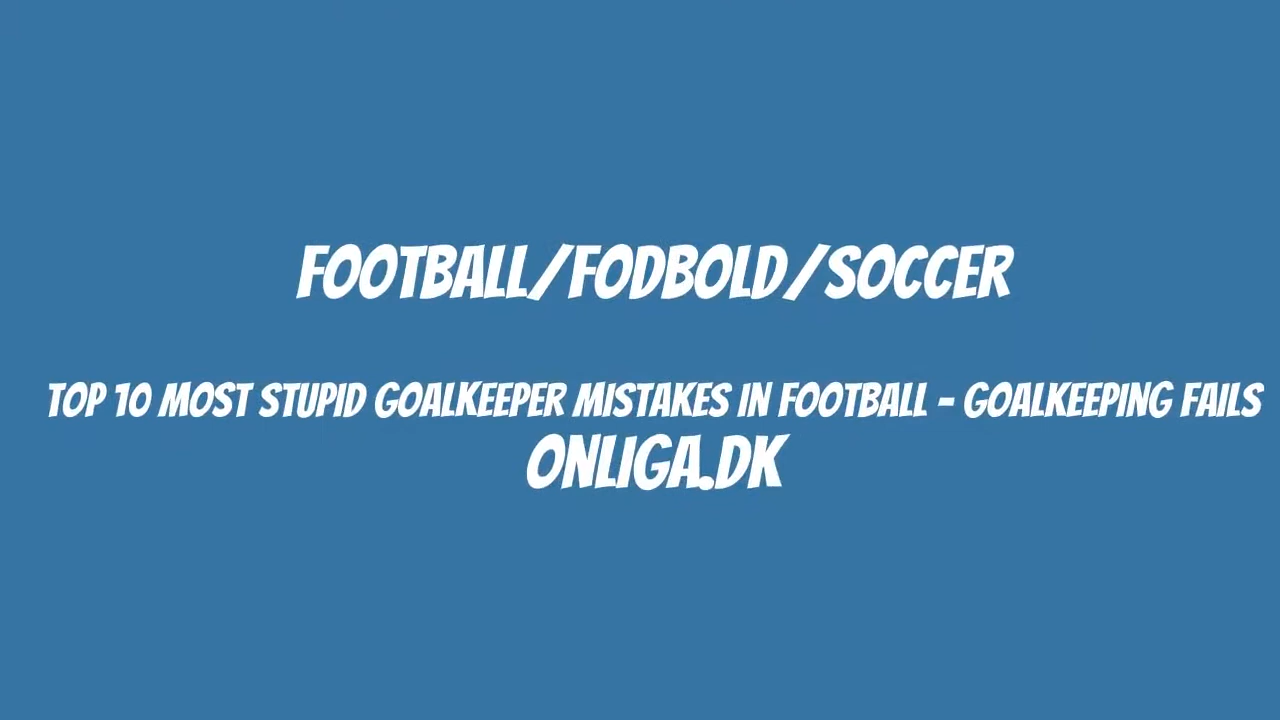 FOOTBALL/FODBOLD/SOCCER
TOP 10 MOST STUPID GOALKEEPER MISTAKES IN FOOTBALL - GOALKEEPING FAILS
ONLIGA.DK